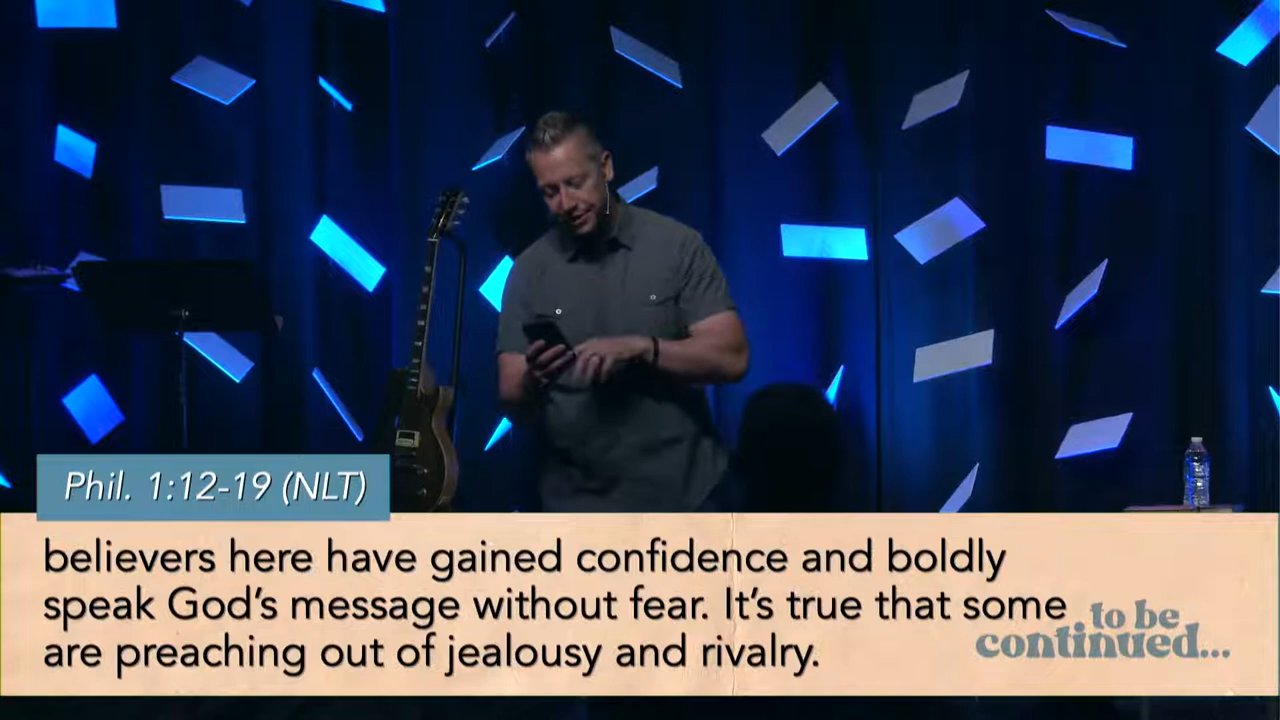 Phil. 1:12-19 (NLT)
believers here have gained confidence and boldly
speak God's message without fear. It's true that some
are preaching out of jealousy and rivalry.
to be
continued...